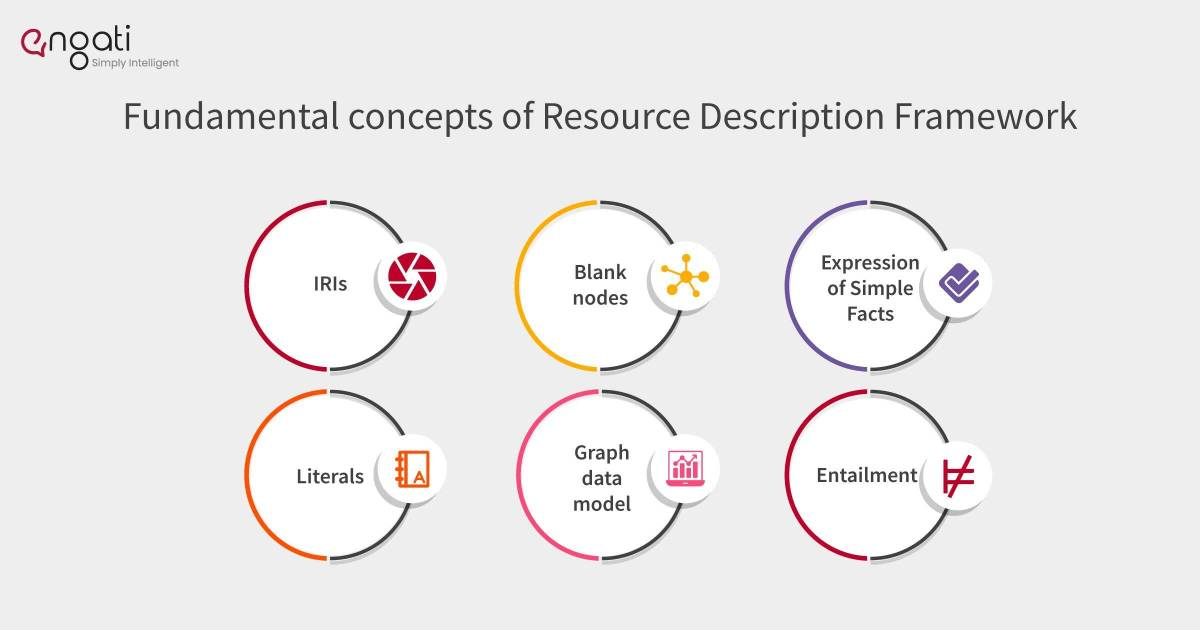 engati
Simply Intelligent
Fundamental concepts of Resource Description Framework
IRIs
Blank
nodes
Expression
of Simple
Facts
Literals
A
Graph
data
model
Entailment